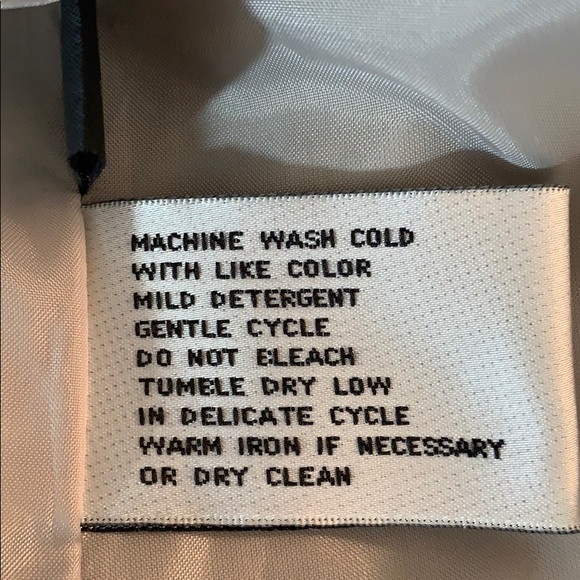 MACHINE WASH COLD
WITH LIKE COLOR
MILD DETERGENT
GENTLE CYCLE
DO NOT BLEACH
TUMBLE DRY LOW
IN DELICATE CYCLE
WARM IRON IF NECESSARY
OR DRY CLEAN